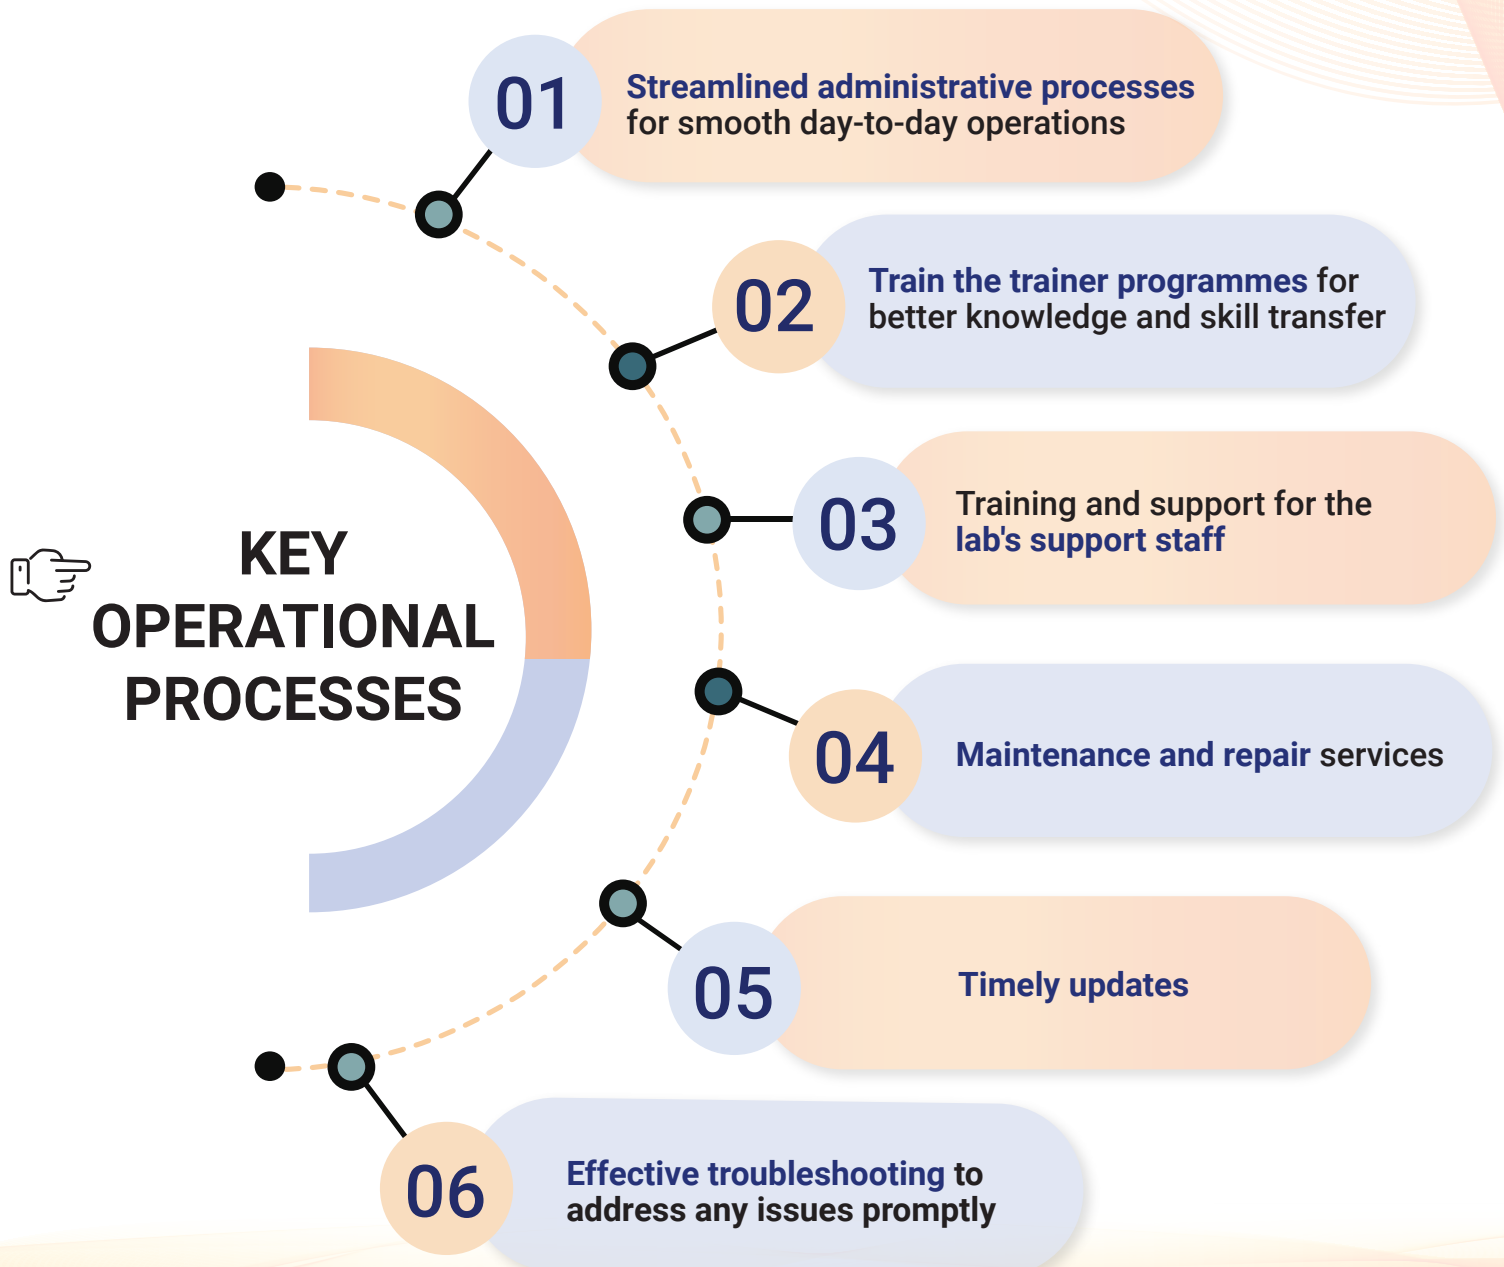 KEY
OPERATIONAL
PROCESSES
01
Streamlined administrative processes
for smooth day-to-day operations
02
Train the trainer programmes for
better knowledge and skill transfer
03
Training and support for the
lab's support staff
04
Maintenance and repair services
05
Timely updates
06
Effective troubleshooting to
address any issues promptly